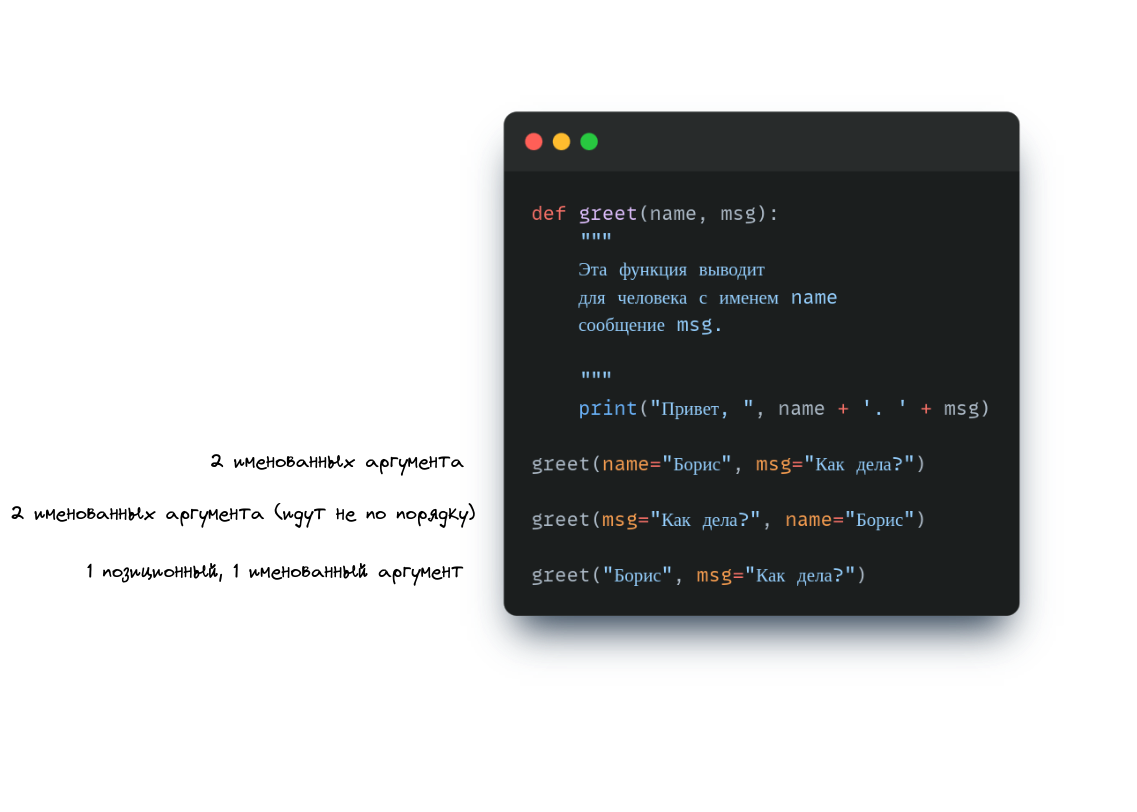 def greet(name, msg):
"""
Эта функция выводит
для человека с именем name
сообщение msg.
"""
print("Привет, ", name + '. ' + msg)
2 именованных аргумента
greet(name="Борис", msg="Как дела?")
2 именованных аргумента (идут не по порядку)
greet(msg="Как дела?", name="Борис")
1 позиционный, 1 именованный аргумент
greet("Борис", msg="Как дела?")